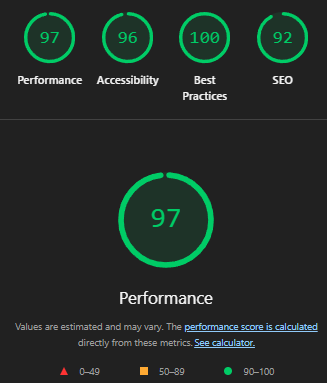 97 96 100 92
Performance Accessibility Best Practices SEO
97
Performance
Values are estimated and may vary. The performance score is calculated
directly from these metrics. See calculator.
0–49 50–89 90–100